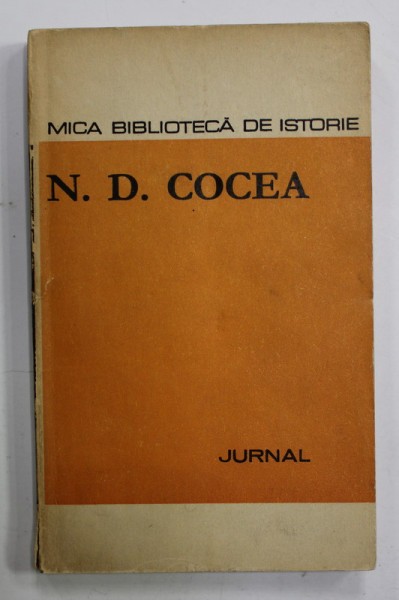 MICA BIBLIOTECĂ DE ISTORIE
N. D. COCEA
JURNAL